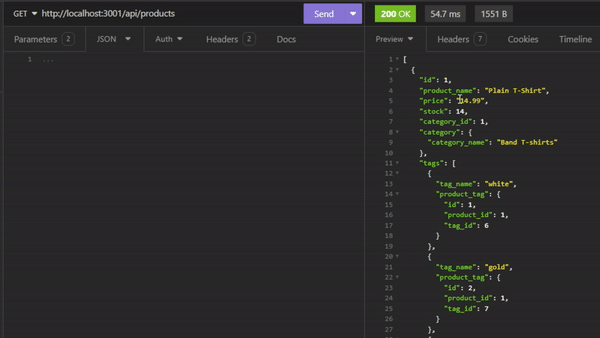 GET http://localhost:3001/api/products Send 200 OK 54.7 ms 1551 B
Parameters 2 JSON Auth Headers 2 Docs Preview Headers 7 Cookies Timeline
1 ...
1 [
2 {
3 "id": 1,
4 "product_name": "Plain T-Shirt",
5 "price": "14.99",
6 "stock": 14,
7 "category_id": 1,
8 "category": {
9 "category_name": "Band T-shirts"
10 },
11 "tags": [
12 {
13 "tag_name": "white",
14 "product_tag": {
15 "id": 1,
16 "product_id": 1,
17 "tag_id": 6
18 }
19 },
20 {
21 "tag_name": "gold",
22 "product_tag": {
23 "id": 2,
24 "product_id": 1,
25 "tag_id": 7
26 }
27 },